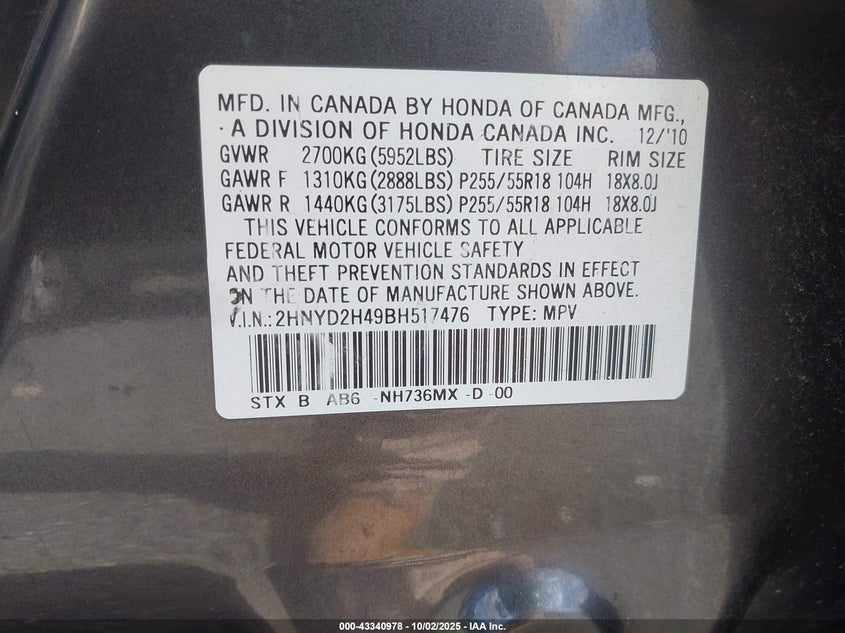 MFD. IN CANADA BY HONDA OF CANADA MFG.,
A DIVISION OF HONDA CANADA INC. 12/'10
GVWR 2700KG (5952LBS) TIRE SIZE RIM SIZE
GAWR F 1310KG (2888LBS) P255/55R18 104H 18X8.0J
GAWR R 1440KG (3175LBS) P255/55R18 104H 18X8.0J
THIS VEHICLE CONFORMS TO ALL APPLICABLE
FEDERAL MOTOR VEHICLE SAFETY
AND THEFT PREVENTION STANDARDS IN EFFECT
ON THE DATE OF MANUFACTURE SHOWN ABOVE.
V.I.N.: 2HNYD2H49BH517476 TYPE: MPV
STX B AB6 -NH736MX -D -00
000-43340978 - 10/02/2025 - IAA Inc.